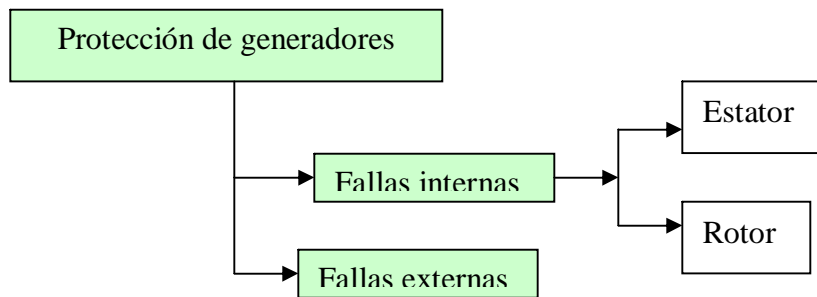 Protección de generadores
Estator
Fallas internas
Rotor
Fallas externas